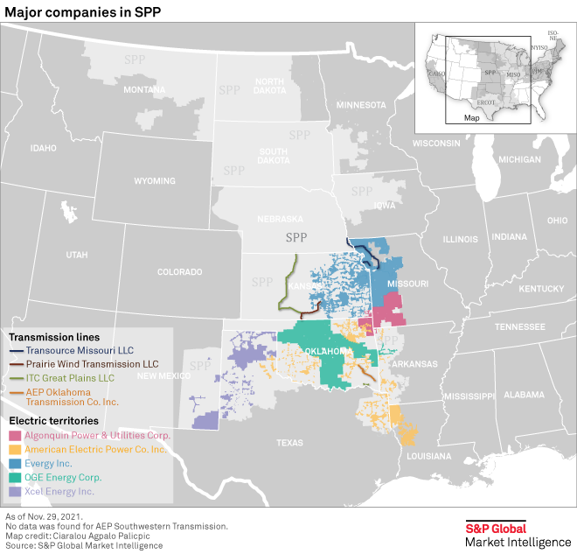 Major companies in SPP
SPP
MONTANA
SPP
NORTH
DAKOTA
MINNESOTA
ISO-
NE
NYISO
CAISO
SPP
MISO
PJM
ERCOT
Map
IDAHO
SPP
SOUTH
DAKOTA
WISCONSIN
MICHIGAN
WYOMING
SPP
IOWA
NEBRASKA
SPP
ILLINOIS
INDIANA
OHIO
UTAH
COLORADO
SPP
KANSAS
MISSOURI
KENTUCKY
Transmission lines
Transource Missouri LLC
Prairie Wind Transmission LLC
ITC Great Plains LLC
AEP Oklahoma
Transmission Co. Inc.
NEW MEXICO
SPP
OKLAHOMA
SPP
ARKANSAS
TENNESSEE
MISSISSIPPI
ALABAMA
TEXAS
LOUISIANA
Electric territories
Algonquin Power & Utilities Corp.
American Electric Power Co. Inc.
Evergy Inc.
OGE Energy Corp.
Xcel Energy Inc.
As of Nov. 29, 2021.
No data was found for AEP Southwestern Transmission.
Map credit: Ciaralou Agpalo Palicpic
Source: S&P Global Market Intelligence
S&P Global
Market Intelligence